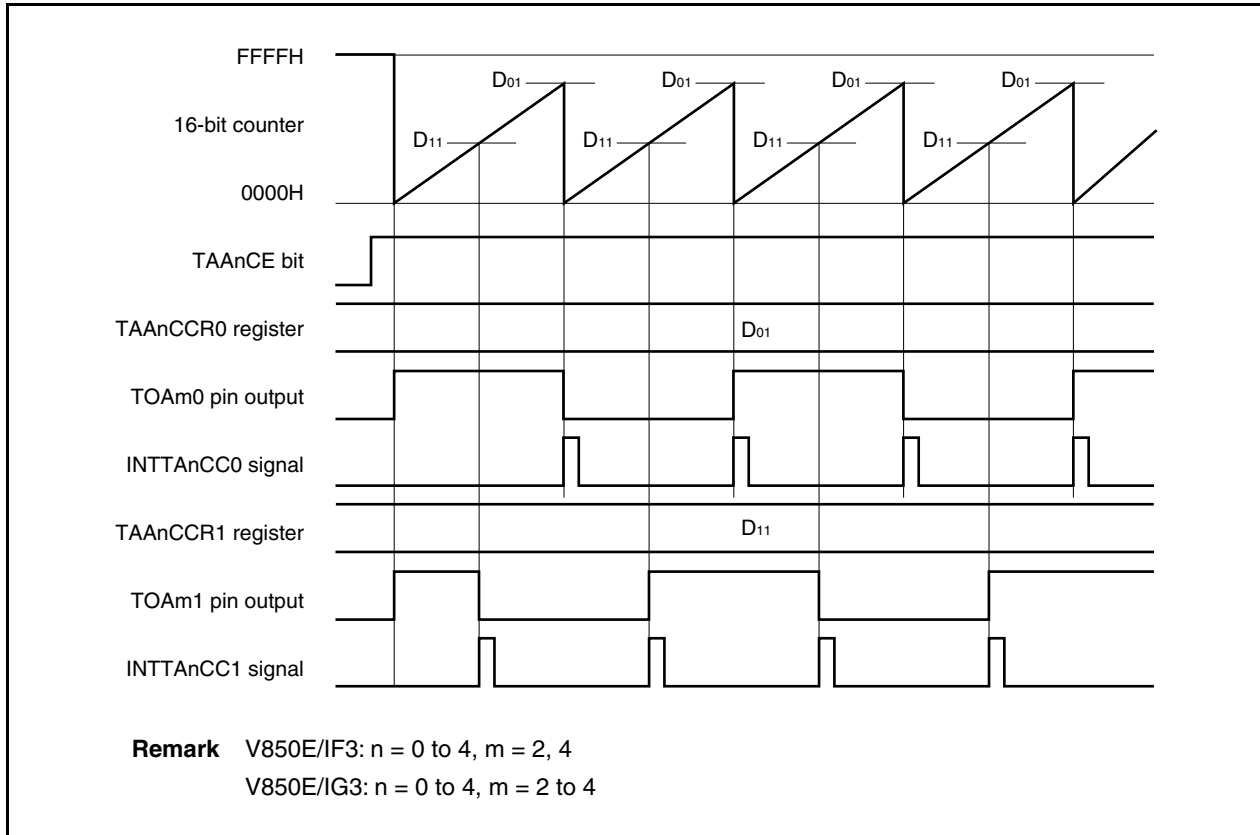 FFFFH
D01 D01 D01 D01
16-bit counter
D11 D11 D11 D11
0000H
TAAnCE bit
TAAnCCR0 register D01
TOAm0 pin output
INTTAnCC0 signal
TAAnCCR1 register D11
TOAm1 pin output
INTTAnCC1 signal
Remark V850E/IF3: n = 0 to 4, m = 2, 4
V850E/IG3: n = 0 to 4, m = 2 to 4